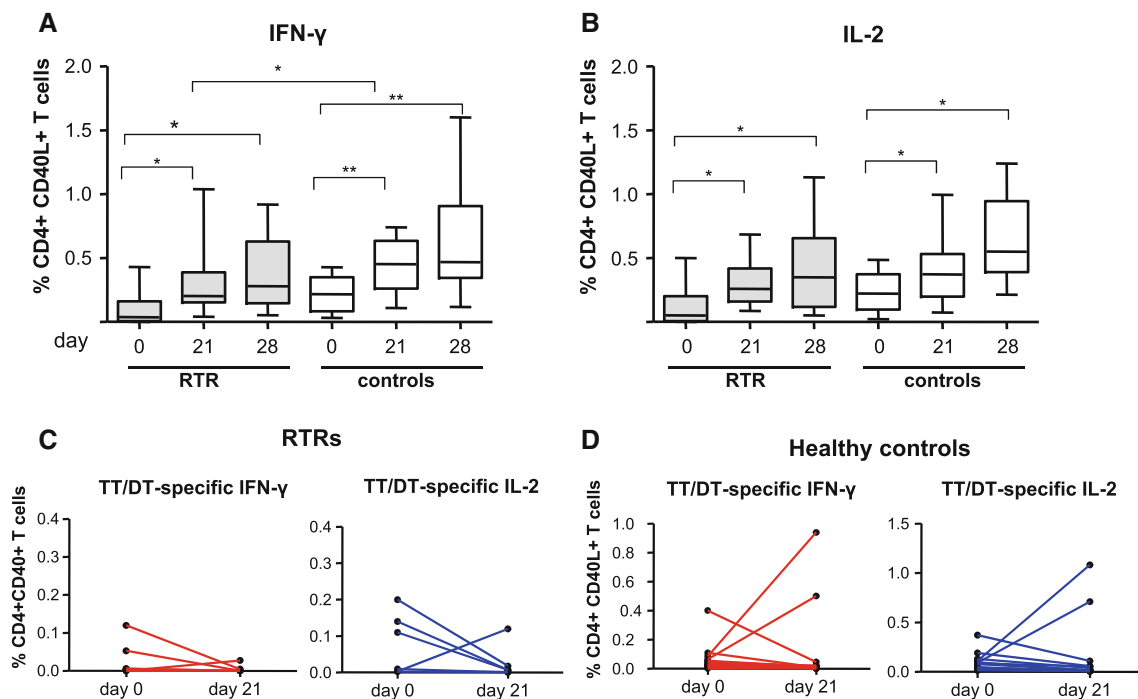 A
IFN-γ
% CD4+ CD40L+ T cells
2.0
1.5
1.0
0.5
*
*
*
**
**
day
0
21
28
0
21
28
RTR
controls
B
IL-2
% CD4+ CD40L+ T cells
2.0
1.5
1.0
0.5
*
*
*
*
0
21
28
0
21
28
RTR
controls
C
RTRs
TT/DT-specific IFN-γ
% CD4+CD40+ T cells
0.4
0.3
0.2
0.1
0.0
day 0
day 21
TT/DT-specific IL-2
0.4
0.3
0.2
0.1
0.0
day 0
day 21
D
Healthy controls
TT/DT-specific IFN-γ
% CD4+ CD40L+ T cells
1.0
0.8
0.6
0.4
0.2
0.0
day 0
day 21
TT/DT-specific IL-2
1.5
1.0
0.5
0.0
day 0
day 21